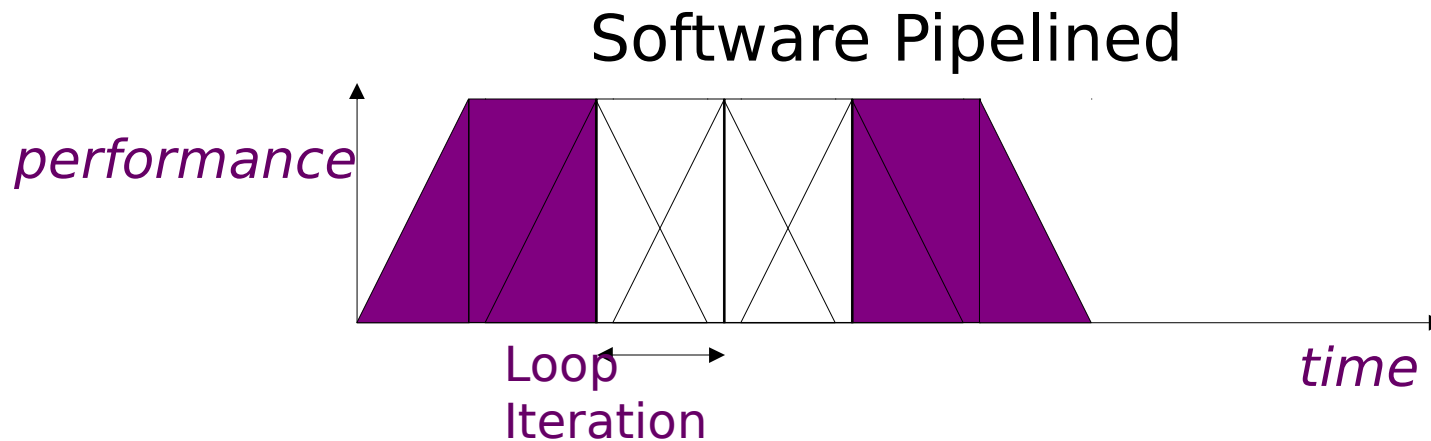 Software Pipelined
performance
Loop
Iteration
time